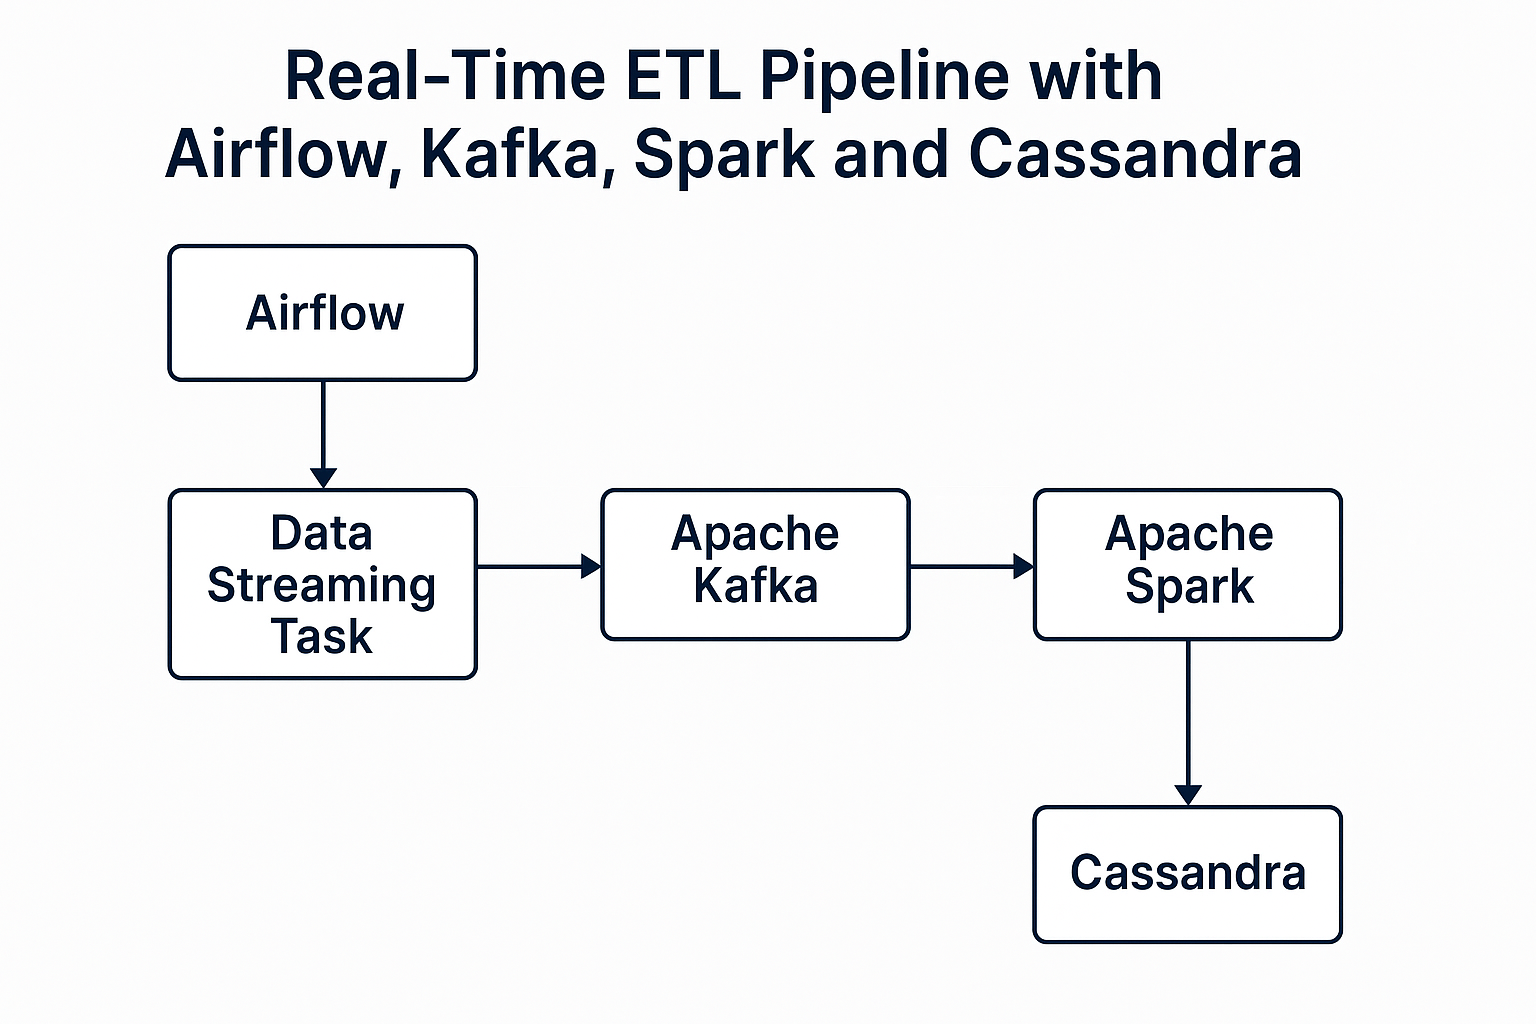 Real-Time ETL Pipeline with
Airflow, Kafka, Spark and Cassandra
Airflow
Data
Streaming
Task
Apache
Kafka
Apache
Spark
Cassandra